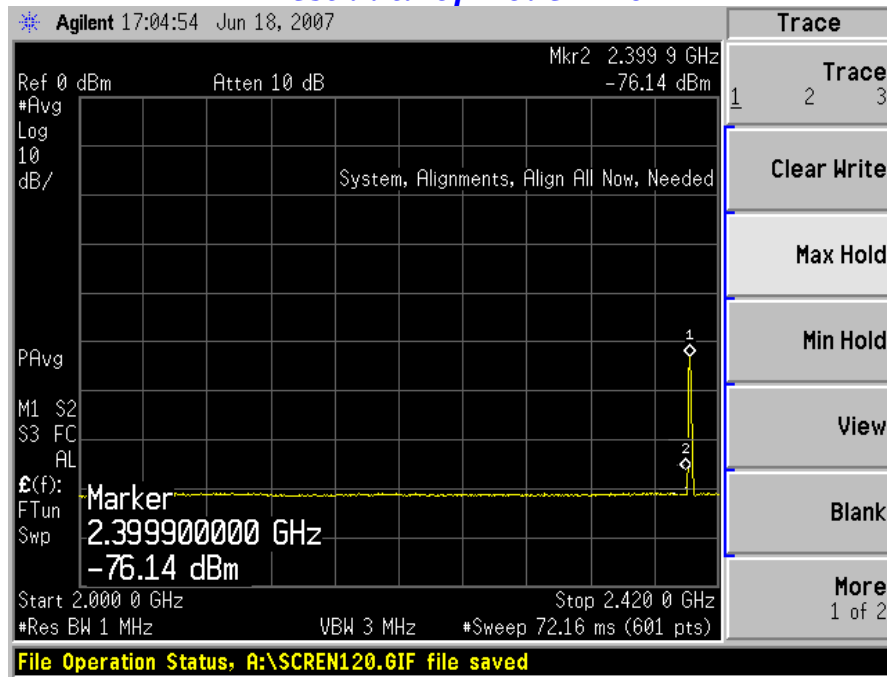 Agilent 17:04:54 Jun 18, 2007
Trace
Mkr2 2.399 9 GHz
Ref 0 dBm Atten 10 dB -76.14 dBm
#Avg
Log
10
dB/
System, Alignments, Align All Now, Needed
1
PAvg
M1 S2
S3 FC
AL
2
£(f):
FTun
Swp
Marker
2.399900000 GHz
-76.14 dBm
Start 2.000 0 GHz Stop 2.420 0 GHz
#Res BW 1 MHz VBW 3 MHz #Sweep 72.16 ms (601 pts)
File Operation Status, A:\SCREN120.GIF file saved
Trace
1 2 3
Clear Write
Max Hold
Min Hold
View
Blank
More
1 of 2